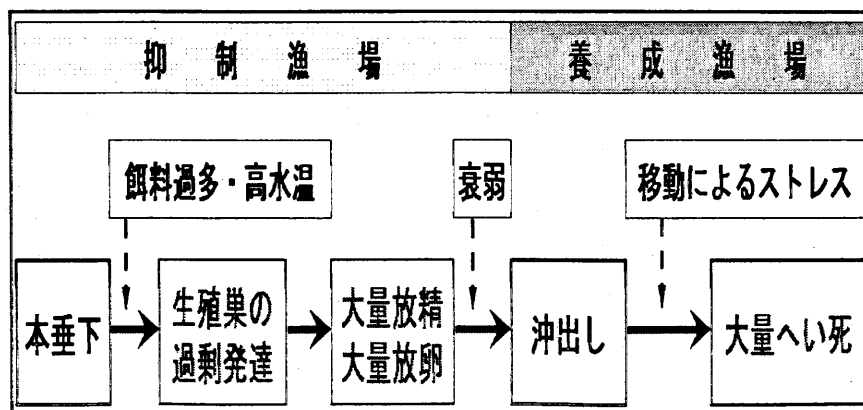 抑制漁場
養成漁場
餌料過多・高水温
衰弱
移動によるストレス
本垂下
生殖巣の
過剰発達
大量放精
大量放卵
沖出し
大量へい死